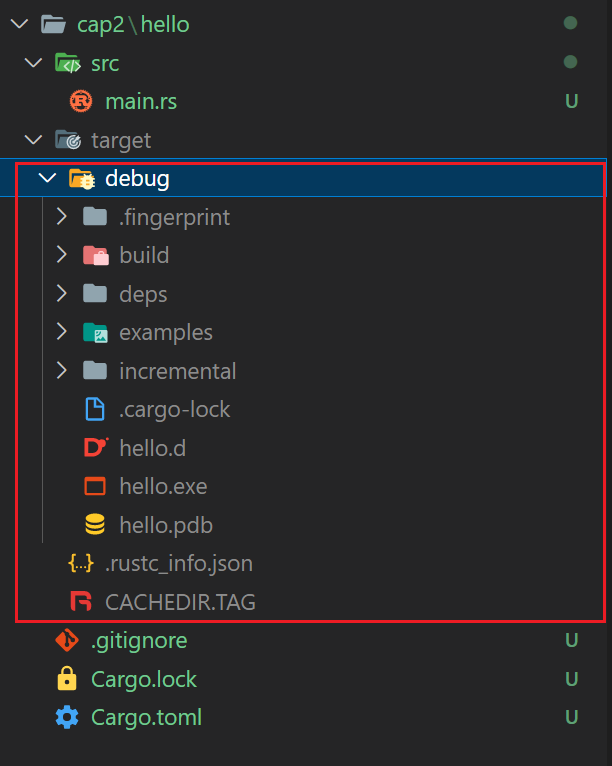 cap2\hello
src
main.rs U
target
debug
.fingerprint
build
deps
examples
incremental
.cargo-lock
hello.d
hello.exe
hello.pdb
.rustc_info.json
CACHEDIR.TAG
.gitignore U
Cargo.lock U
Cargo.toml U